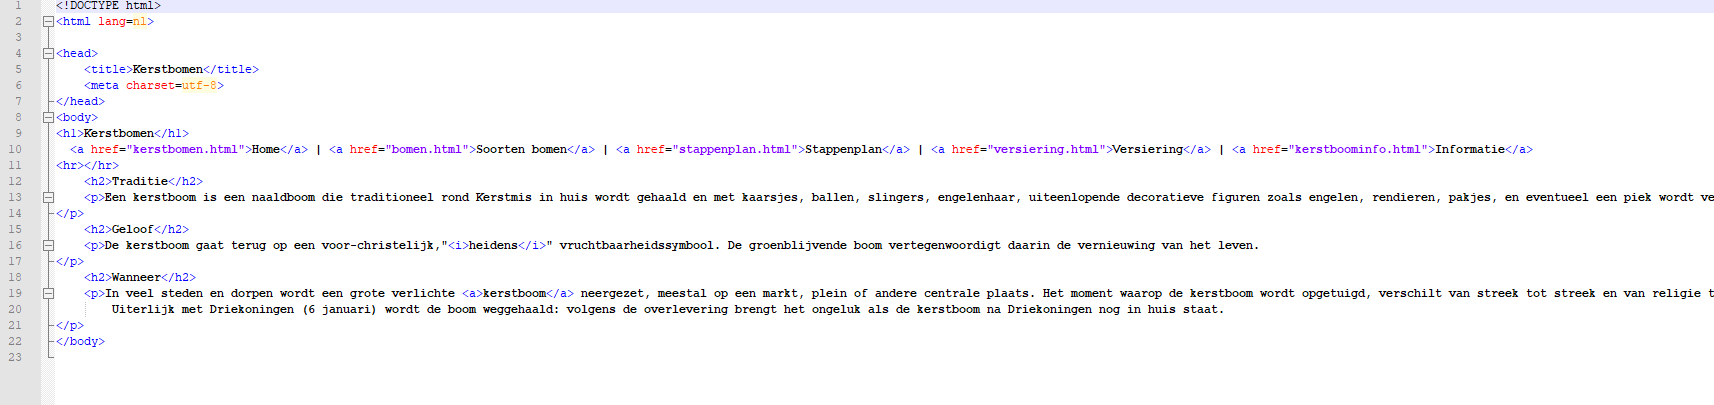 1 <!DOCTYPE html>
2 <html lang=nl>
3
4 <head>
5 <title>Kerstbomen</title>
6 <meta charset=utf-8>
7 </head>
8 <body>
9 <h1>Kerstbomen</h1>
10 <a href="kerstbomen.html">Home</a> | <a href="bomen.html">Soorten bomen</a> | <a href="stappenplan.html">Stappenplan</a> | <a href="versiering.html">Versiering</a> | <a href="kerstboominfo.html">Informatie</a>
11 <hr></hr>
12 <h2>Traditie</h2>
13 <p>Een kerstboom is een naaldboom die traditioneel rond Kerstmis in huis wordt gehaald en met kaarsjes, ballen, slingers, engelenhaar, uiteenlopende decoratieve figuren zoals engelen, rendieren, pakjes, en eventueel een piek wordt ve
14 </p>
15 <h2>Geloof</h2>
16 <p>De kerstboom gaat terug op een voor-christelijk,"<i>heidens</i>" vruchtbaarheidssymbool. De groenblijvende boom vertegenwoordigt daarin de vernieuwing van het leven.
17 </p>
18 <h2>Wanneer</h2>
19 <p>In veel steden en dorpen wordt een grote verlichte <a>kerstboom</a> neergezet, meestal op een markt, plein of andere centrale plaats. Het moment waarop de kerstboom wordt opgetuigd, verschilt van streek tot streek en van religie t
20 Uiterlijk met Driekoningen (6 januari) wordt de boom weggehaald: volgens de overlevering brengt het ongeluk als de kerstboom na Driekoningen nog in huis staat.
21 </p>
22 </body>
23